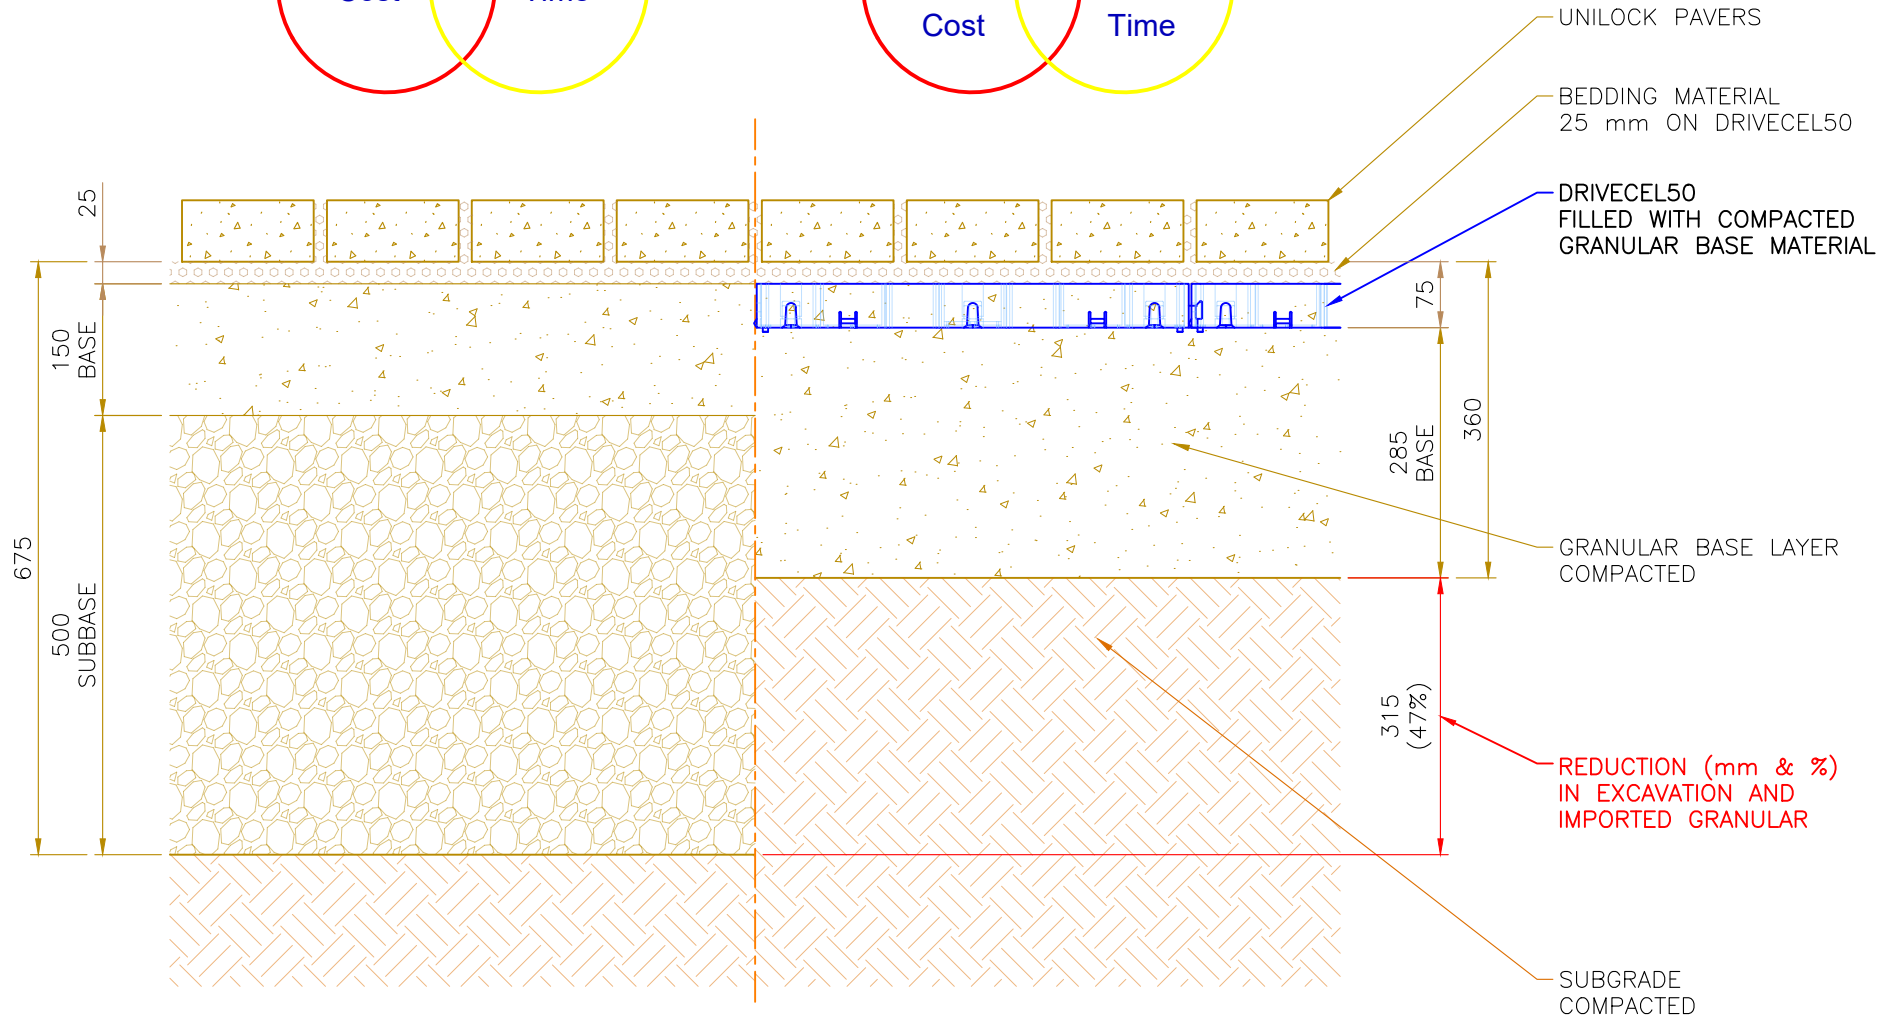 Cost
Time
Cost
Time
UNILOCK PAVERS
BEDDING MATERIAL
25 mm ON DRIVECEL50
DRIVECEL50
FILLED WITH COMPACTED
GRANULAR BASE MATERIAL
25
150
BASE
675
500
SUBBASE
75
285
BASE
360
GRANULAR BASE LAYER
COMPACTED
315
(47%)
REDUCTION (mm & %)
IN EXCAVATION AND
IMPORTED GRANULAR
SUBGRADE
COMPACTED